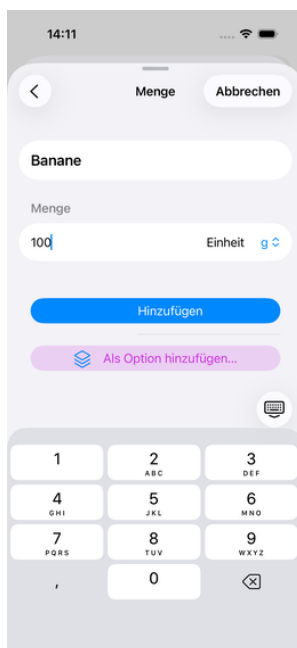 14:11
Menge
Abbrechen
Banane
Menge
100 Einheit g
Hinzufügen
Als Option hinzufügen...
1 2 3
ABC DEF
4 5 6
GHI JKL MNO
7 8 9
PQRS TUV WXYZ
, 0